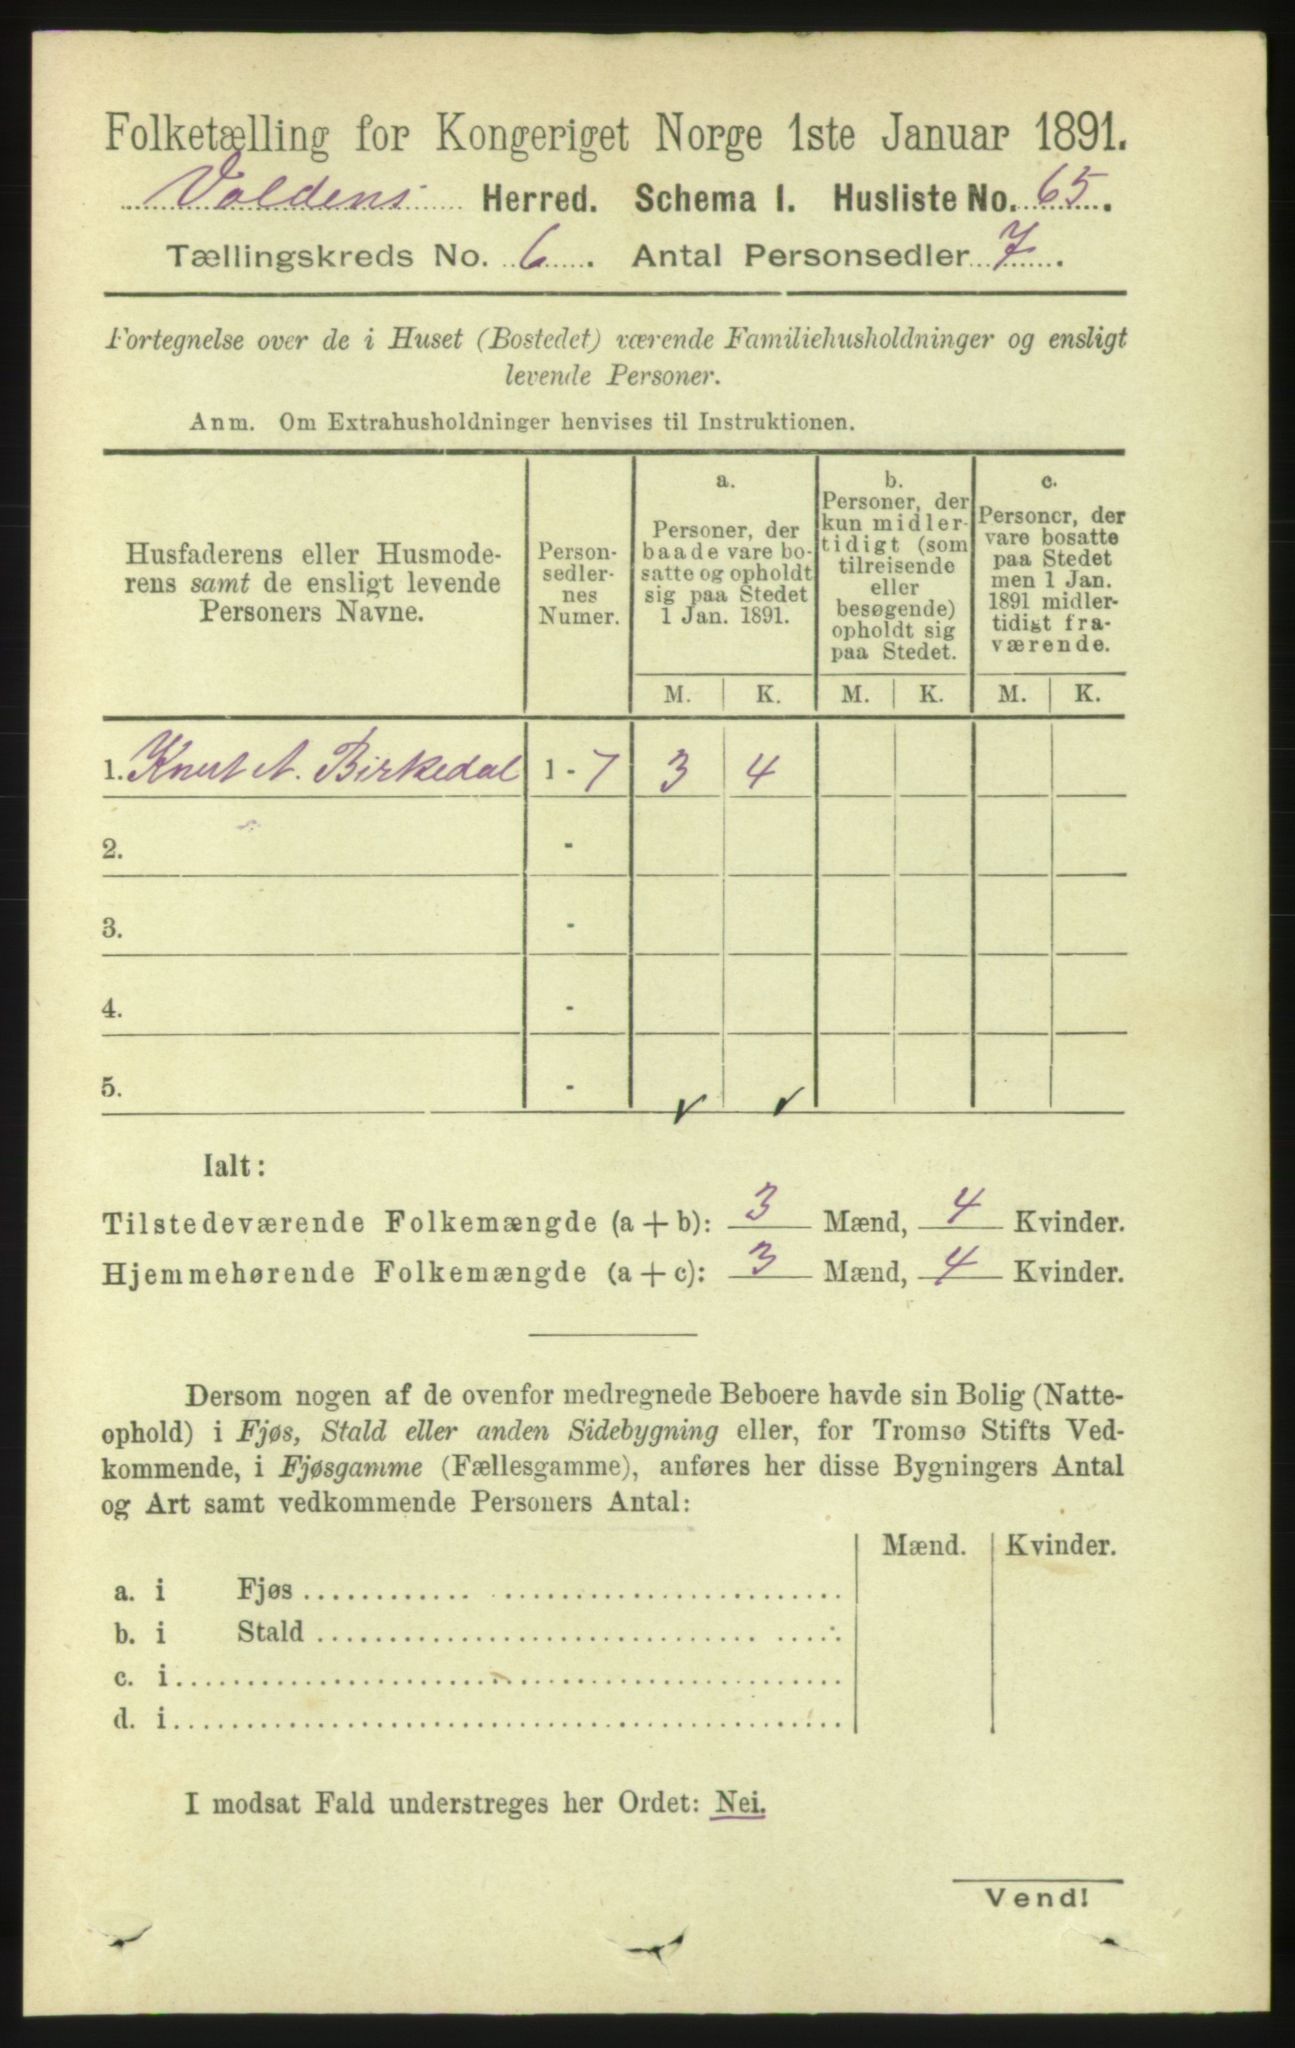 Folketælling for Kongeriget Norge 1ste Januar 1891.
Voldens Herred. Schema I. Husliste No. 65.
Tællingskreds No. 6. Antal Personsedler 7.
Fortegnelse over de i Huset (Bostedet) værende Familiehusholdninger og ensligt
levende Personer.
Anm. Om Extrahusholdninger henvises til Instruktionen.
Husfaderens eller Husmode-
rens samt de ensligt levende
Personers Navne.
Person-
sedler-
nes
Numer.
a.
Personer, der
baade vare bo-
satte og opholdt
sig paa Stedet
1 Jan. 1891.
b.
Personer, der
kun midler-
tidigt (som
tilreisende
eller
besøgende)
opholdt sig
paa Stedet.
c.
Personer, der
vare bosatte
paa Stedet
men 1 Jan.
1891 midler-
tidigt fra-
værende.
M. K. M. K. M. K.
1. Knut A. Birkedal 1 - 7 3 4
2. -
3. -
4. -
5. -
Ialt:
Tilstedeværende Folkemængde (a + b): 3 Mænd, 4 Kvinder.
Hjemmehørende Folkemængde (a + c): 3 Mænd, 4 Kvinder.
Dersom nogen af de ovenfor medregnede Beboere havde sin Bolig (Natte-
ophold) i Fjøs, Stald eller anden Sidebygning eller, for Tromsø Stifts Ved-
kommende, i Fjøsgamme (Fællesgamme), anføres her disse Bygningers Antal
og Art samt vedkommende Personers Antal:
Mænd. Kvinder.
a. i Fjøs
b. i Stald
c. i
d. i
I modsat Fald understreges her Ordet: Nei.
Vend!